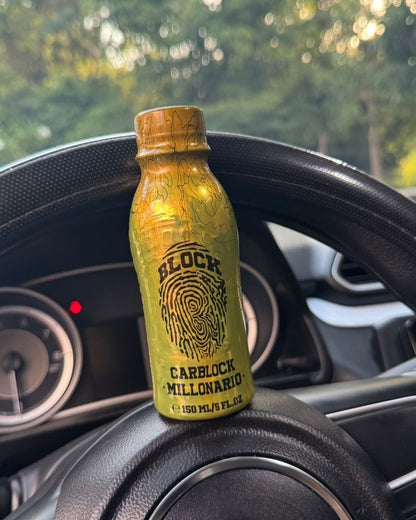 BLOCK
CARBLOCK
·MILLONARIO·
℮150 ML/5 FL.OZ